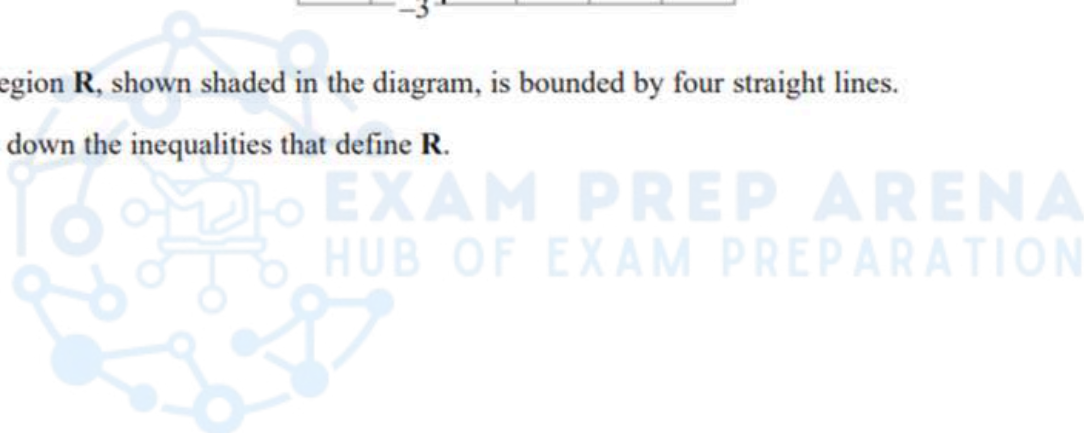 -3
egion R, shown shaded in the diagram, is bounded by four straight lines.
down the inequalities that define R.
EXAM PREP ARENA
HUB OF EXAM PREPARATION